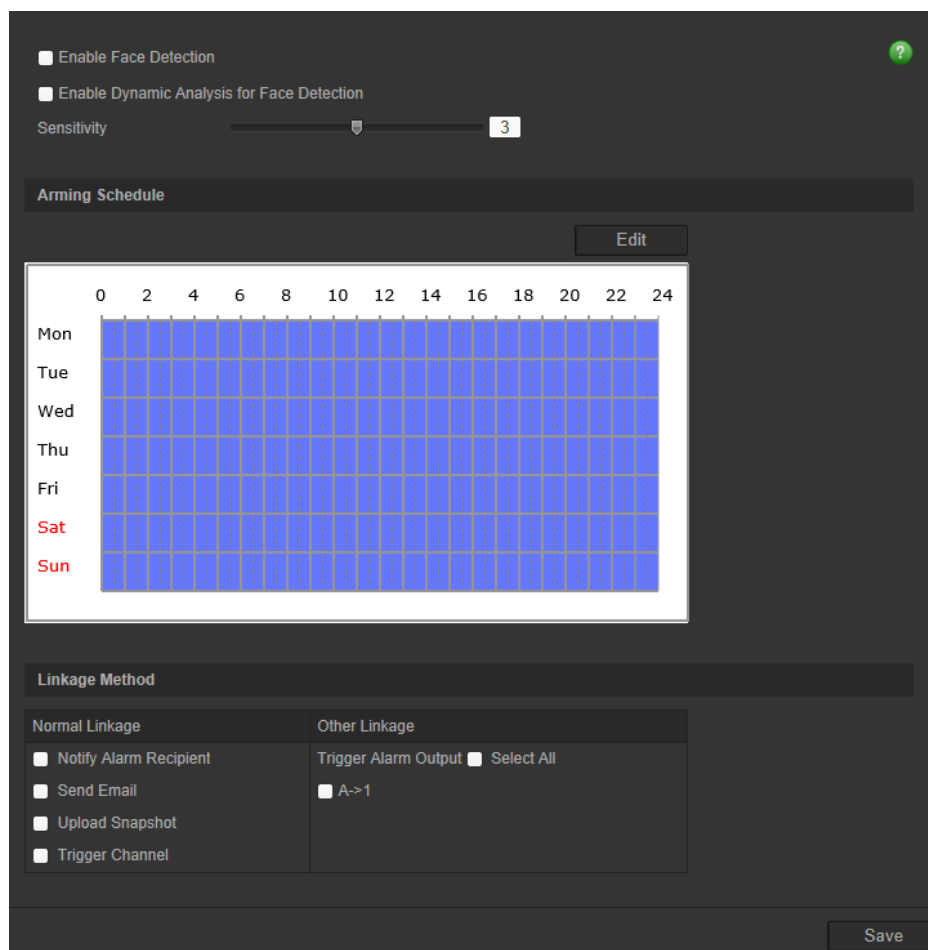 Enable Face Detection
?
Enable Dynamic Analysis for Face Detection
Sensitivity 3
Arming Schedule
Edit
0 2 4 6 8 10 12 14 16 18 20 22 24
Mon
Tue
Wed
Thu
Fri
Sat
Sun
Linkage Method
Normal Linkage Other Linkage
Notify Alarm Recipient Trigger Alarm Output Select All
Send Email A->1
Upload Snapshot
Trigger Channel
Save